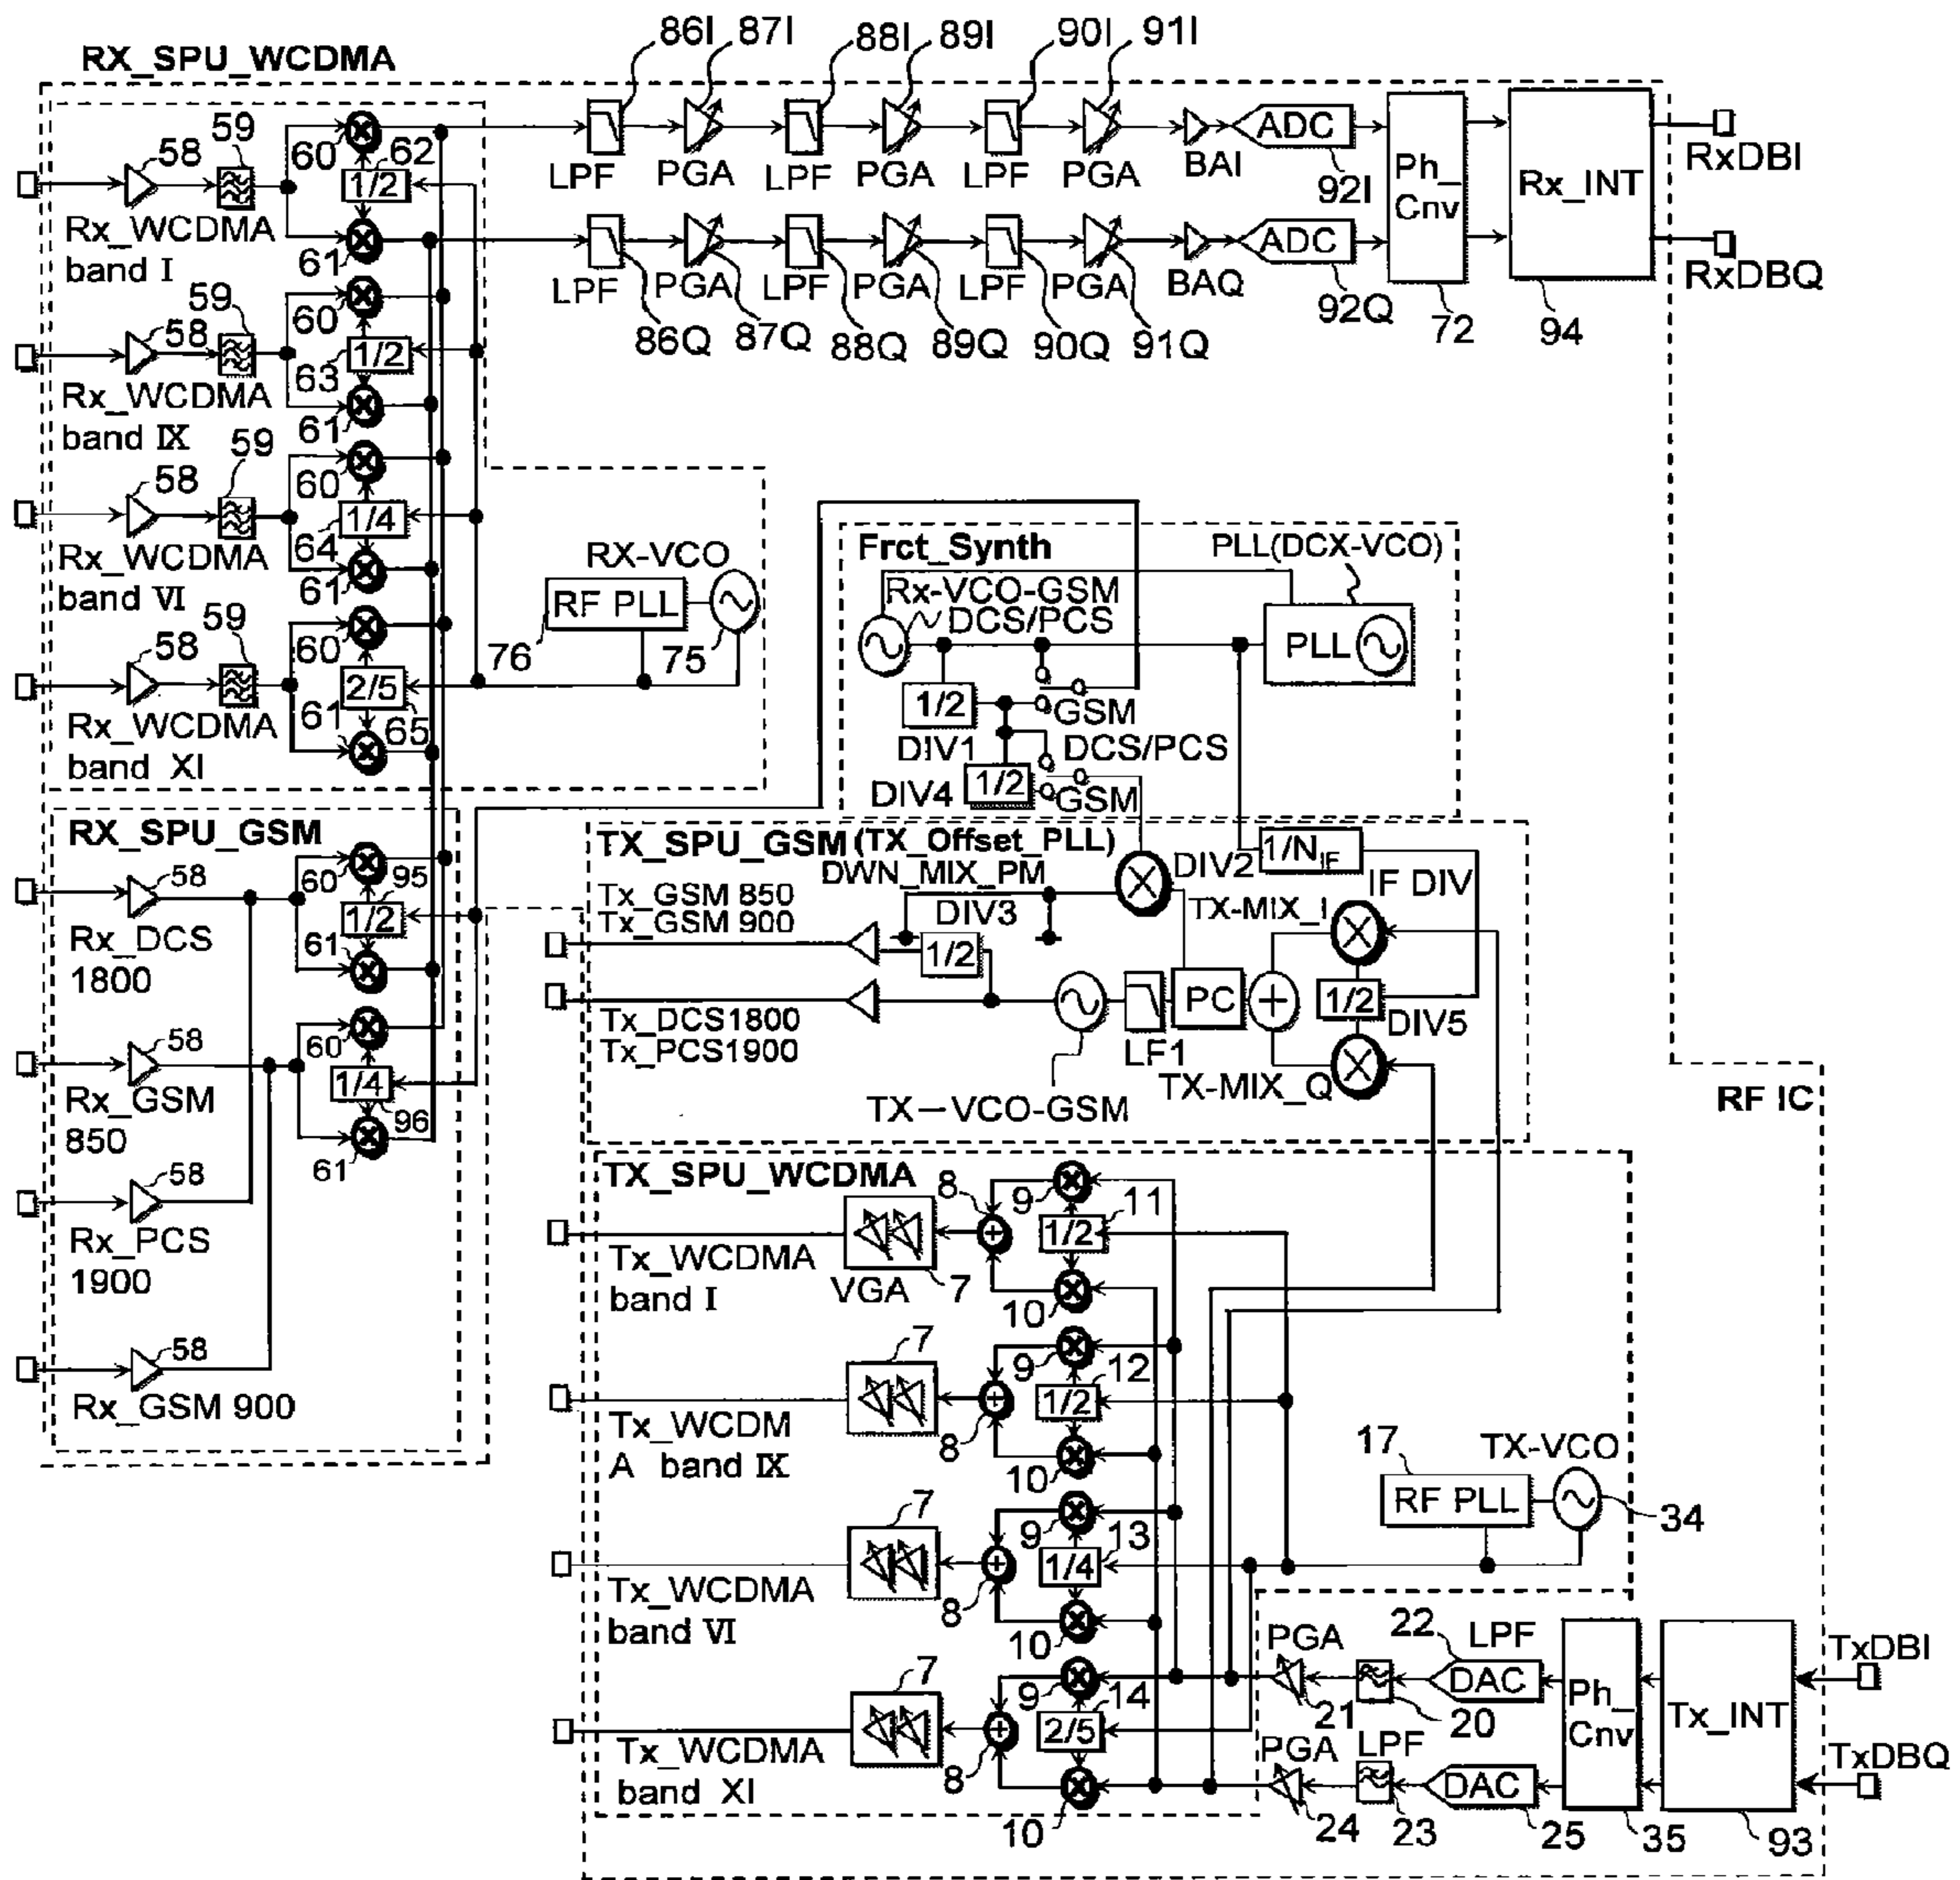 86I 87I 88I 89I 90I 91I
RX_SPU_WCDMA
58 59 60 62
1/2
Rx_WCDMA
band I
61
LPF PGA LPF PGA LPF PGA BAI ADC
92I
Ph_
Cnv
72
Rx_INT
94
RxDBI
RxDBQ
LPF PGA LPF PGA LPF PGA BAQ ADC
92Q
86Q 87Q 88Q 89Q 90Q 91Q
58 59 60
1/2
63
Rx_WCDMA
band IX
61
58 59 60
1/4
64
Rx_WCDMA
band VI
61
58 59 60
2/5
65
Rx_WCDMA
band XI
61
RX-VCO
RF PLL
76 75
Frct_Synth
PLL(DCX-VCO)
Rx-VCO-GSM
DCS/PCS
PLL
1/2
GSM
DIV1
DCS/PCS
1/2
DIV4
GSM
RX_SPU_GSM
58 60 95
1/2
Rx_DCS
1800
61
58 60
1/4
96
Rx_GSM
850
61
58
Rx_PCS
1900
58
Rx_GSM 900
TX_SPU_GSM (TX_Offset_PLL)
DWN_MIX_PM
DIV2
1/NIF
IF DIV
Tx_GSM 850
Tx_GSM 900
DIV3
1/2
TX-MIX_I
PC
1/2
DIV5
Tx_DCS1800
Tx_PCS1900
LF1
TX-MIX_Q
TX-VCO-GSM
RF IC
TX_SPU_WCDMA
8 9 11
1/2
Tx_WCDMA
band I
VGA 7
10
7 9 12
1/2
Tx_WCDM
A band IX
8
10
7 9 13
1/4
Tx_WCDMA
band VI
8
10
7 9 14
2/5
Tx_WCDMA
band XI
8
10
17
TX-VCO
RF PLL
34
PGA 22 LPF
DAC
21 20
Ph_
Cnv
Tx_INT
TxDBI
PGA LPF
DAC
TxDBQ
24 23 25 35 93